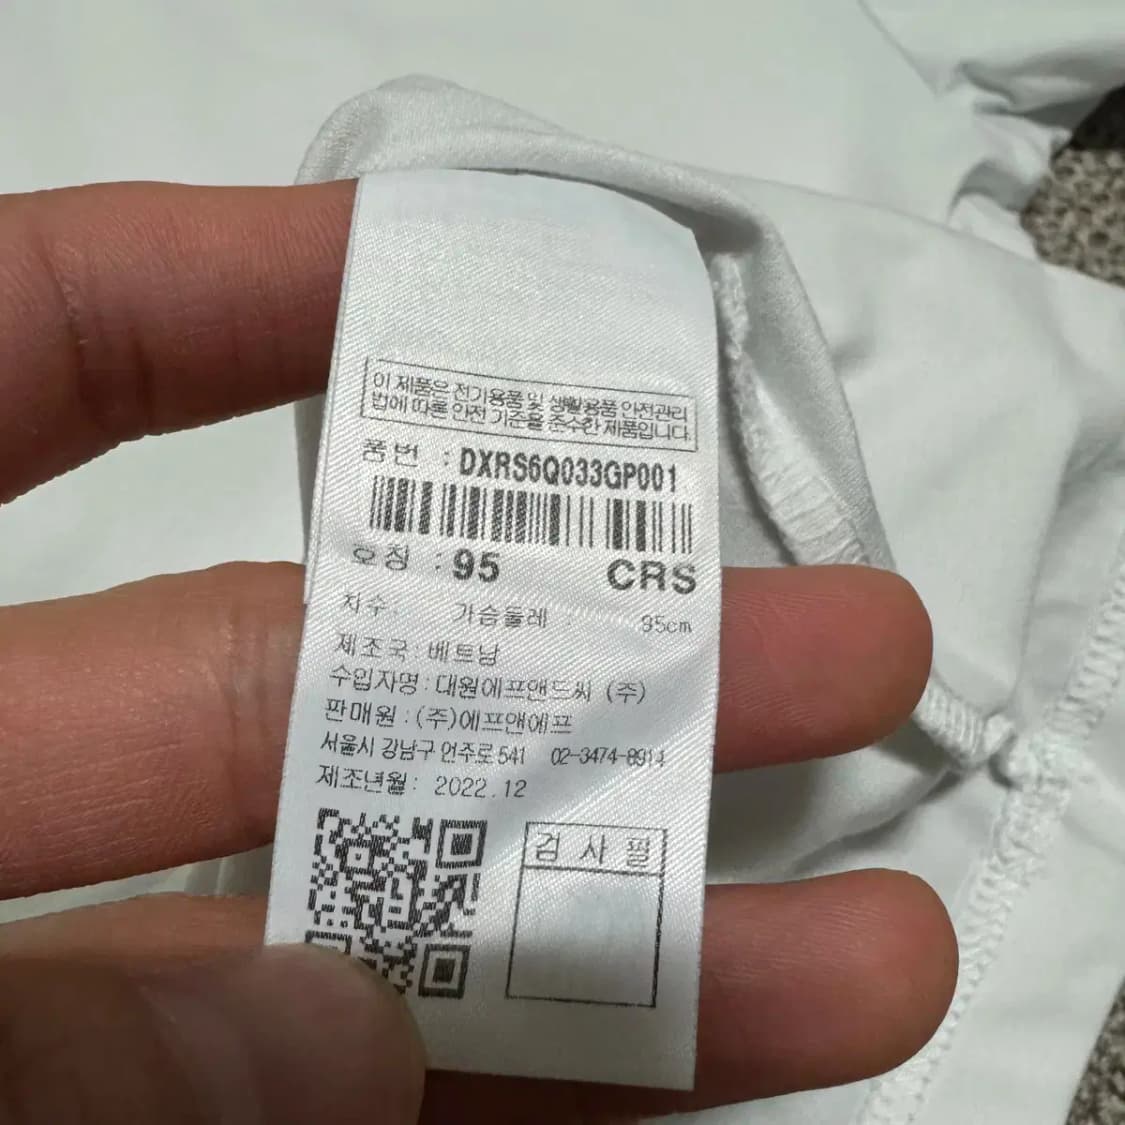 이 제품은 전기용품 및 생활용품 안전관리
법에 따른 안전 기준을 준수한 제품입니다.
품번 : DXRS6Q033GP001
호칭 : 95 CRS
치수 : 가슴둘레 : 95cm
제조국 : 베트남
수입자명 : 대원에프앤드씨 (주)
판매원 : (주)에프앤에프
서울시 강남구 언주로 541 02-3474-8914
제조년월 : 2022.12
검 사 필